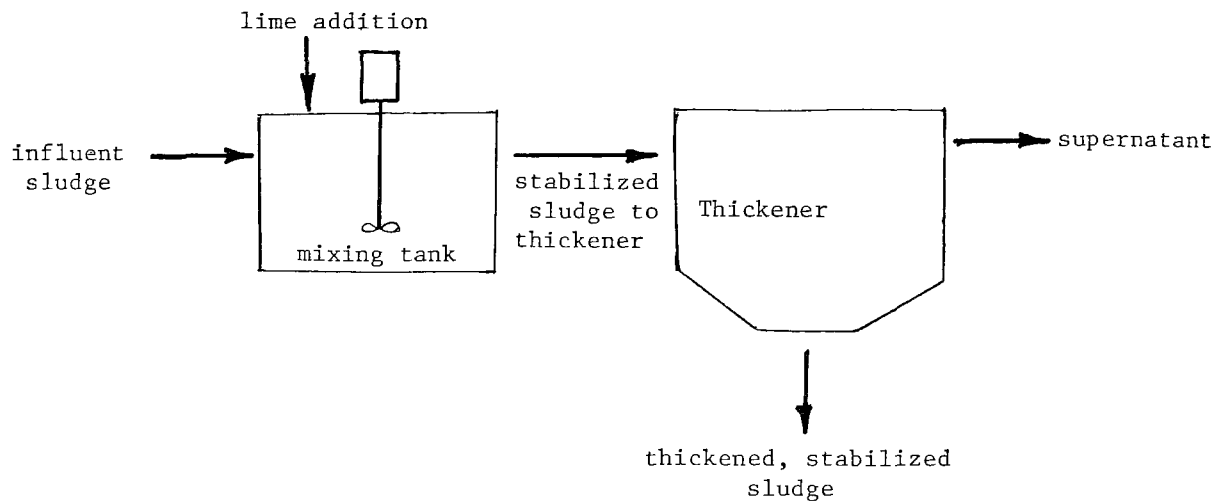 lime addition
influent
sludge
mixing tank
stabilized
sludge to
thickener
Thickener
supernatant
thickened, stabilized
sludge